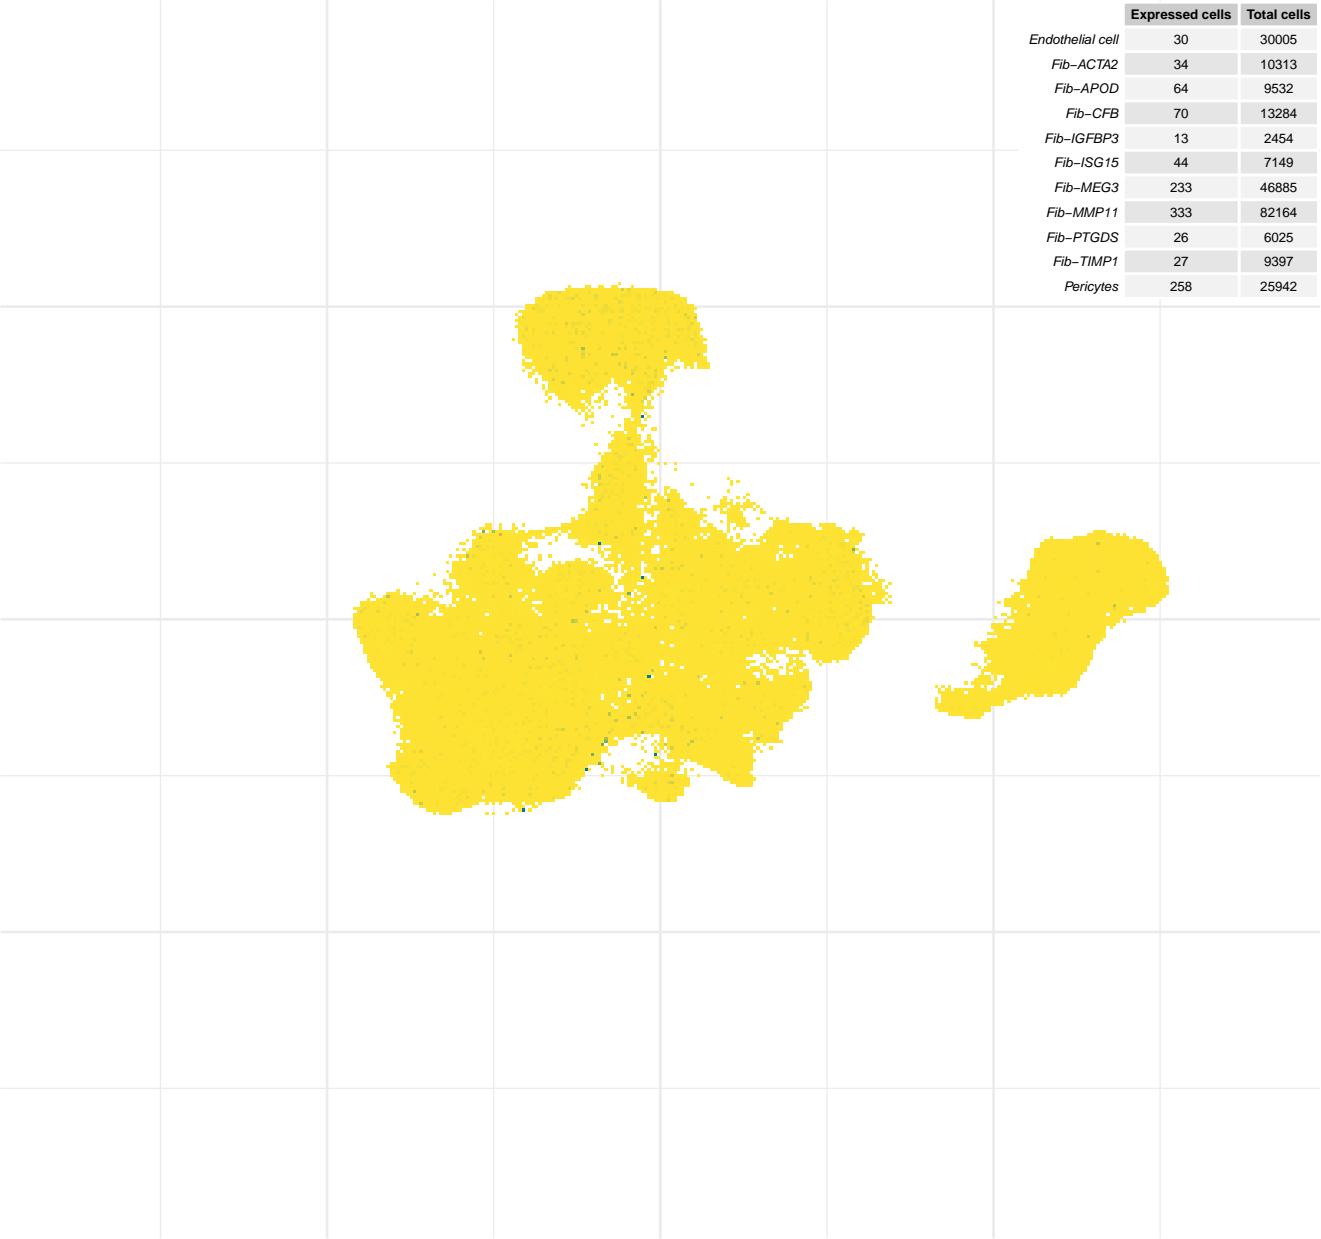 Expressed cells Total cells
Endothelial cell 30 30005
Fib−ACTA2 34 10313
Fib−APOD 64 9532
Fib−CFB 70 13284
Fib−IGFBP3 13 2454
Fib−ISG15 44 7149
Fib−MEG3 233 46885
Fib−MMP11 333 82164
Fib−PTGDS 26 6025
Fib−TIMP1 27 9397
Pericytes 258 25942